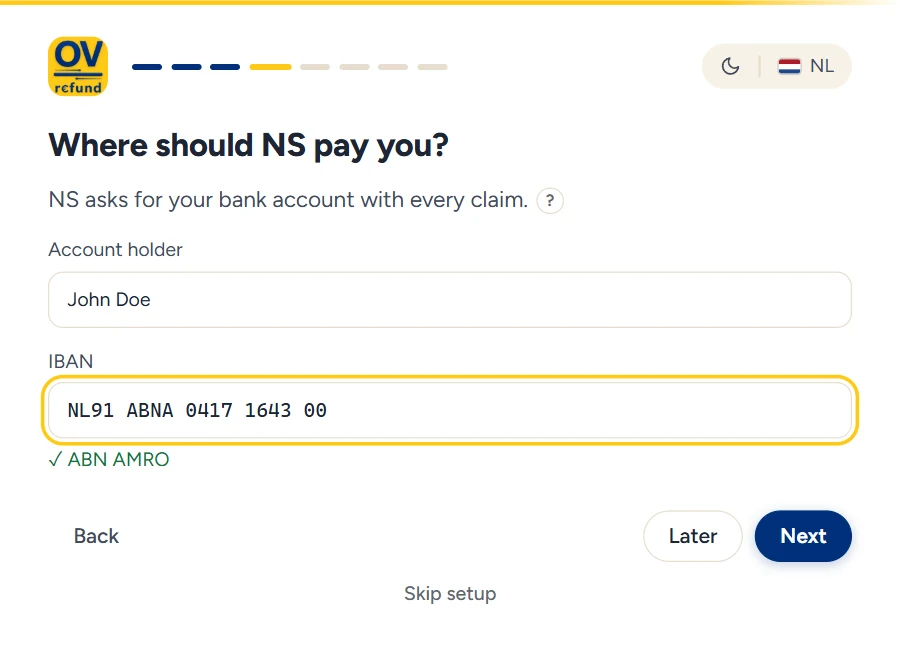 OV
refund
NL
Where should NS pay you?
NS asks for your bank account with every claim. ?
Account holder
John Doe
IBAN
NL91 ABNA 0417 1643 00
✓ ABN AMRO
Back
Later
Next
Skip setup